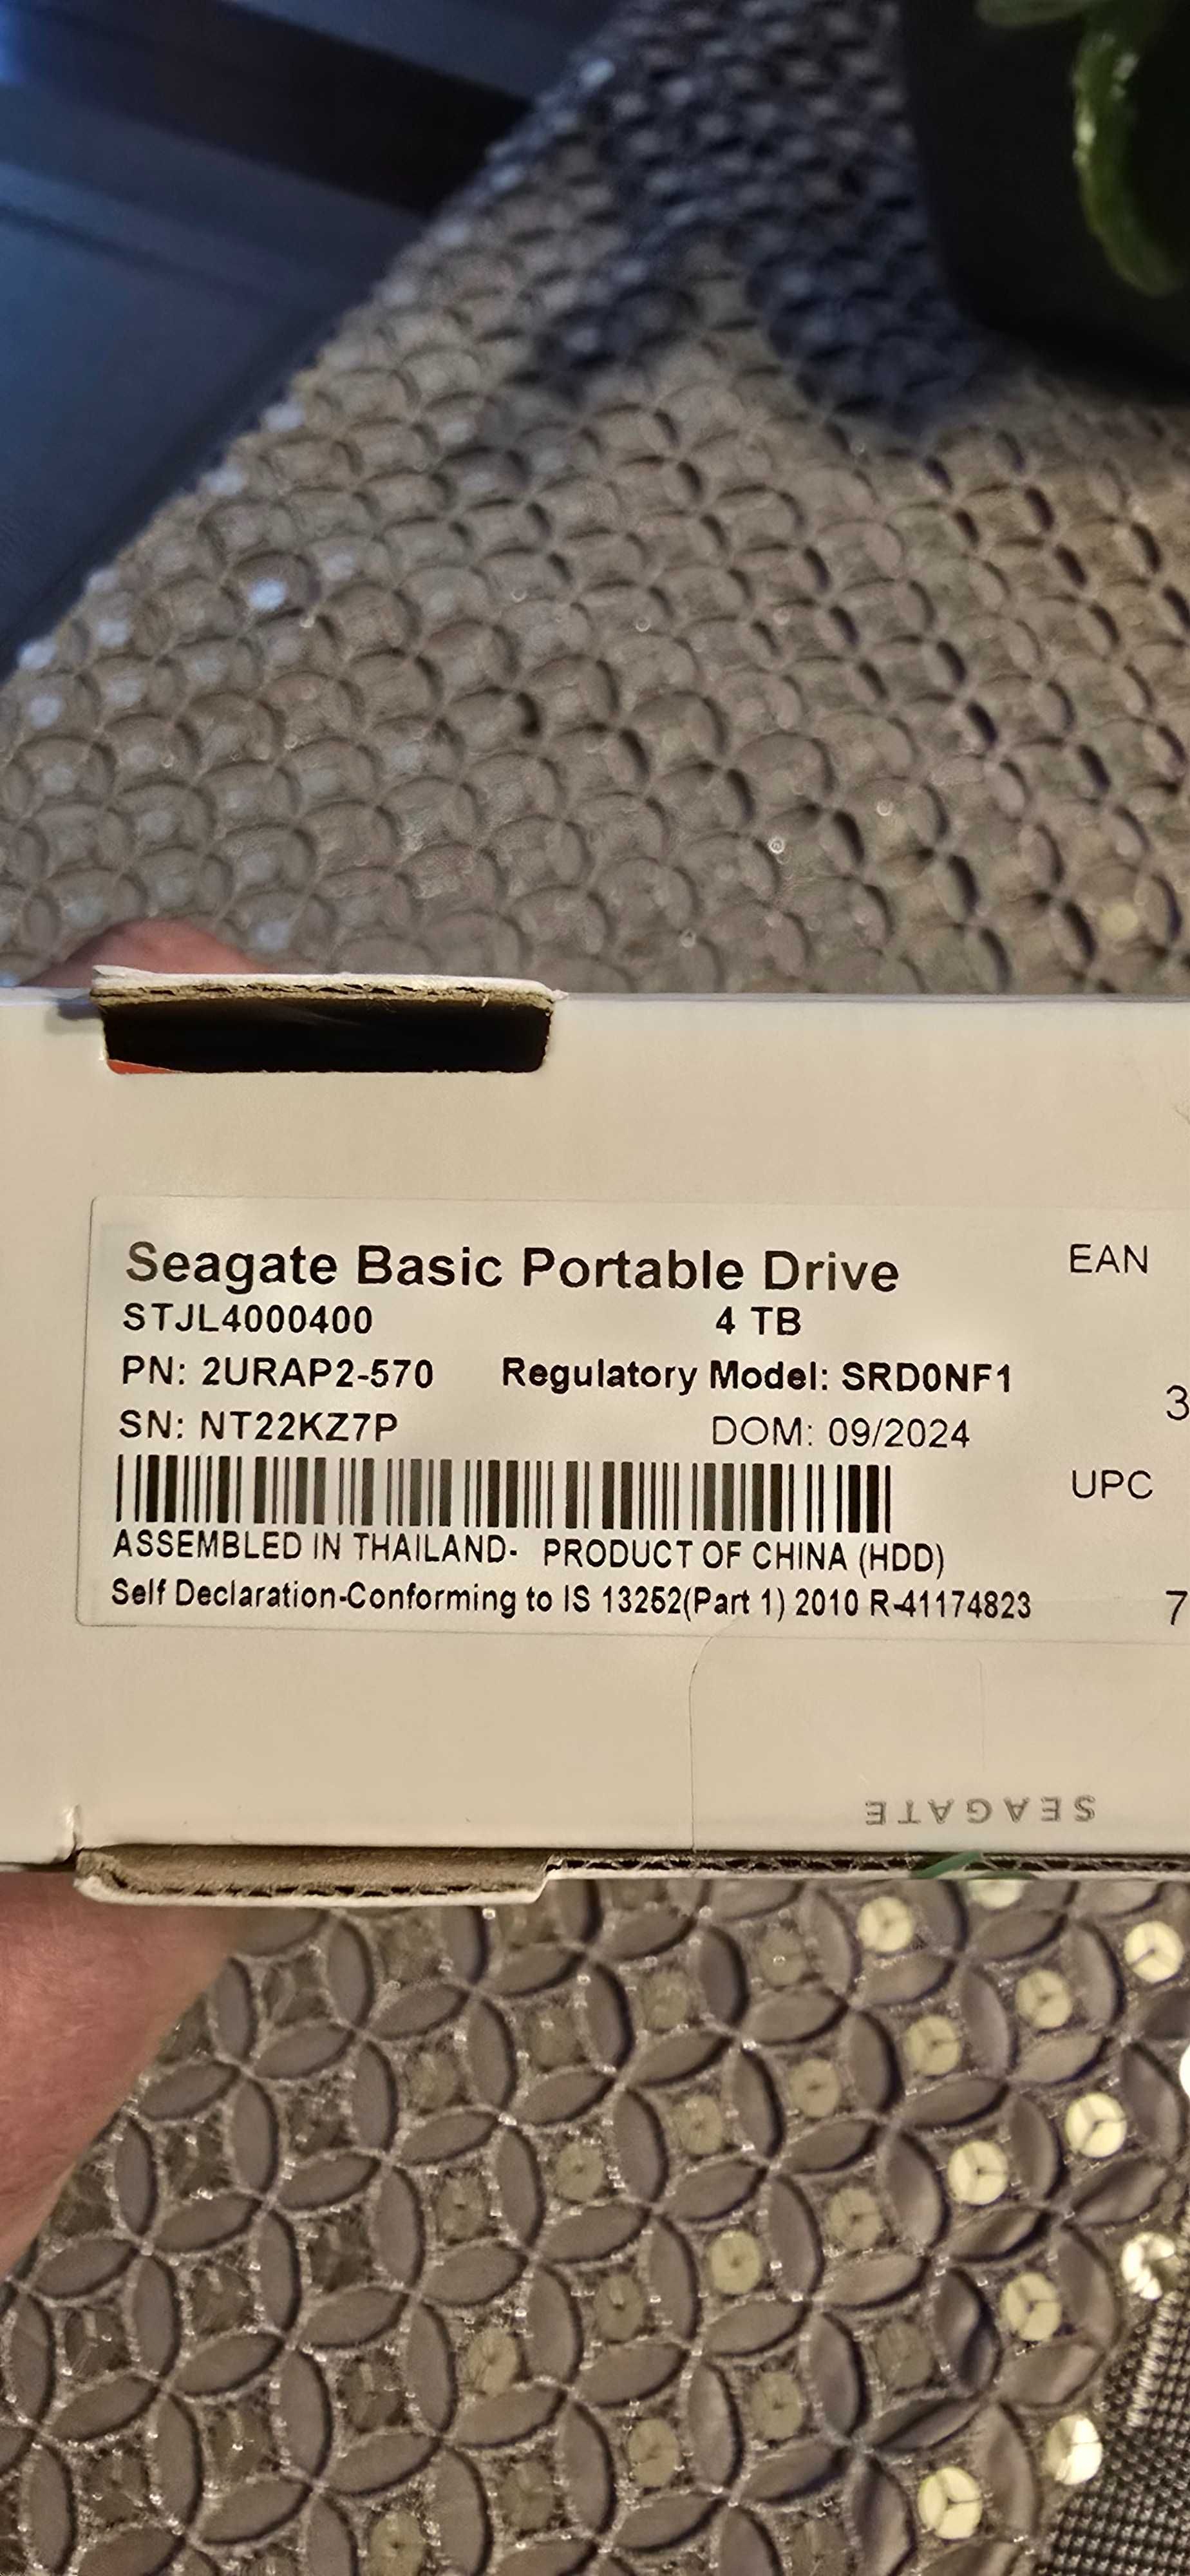 Seagate Basic Portable Drive
STJL4000400 4 TB
PN: 2URAP2-570 Regulatory Model: SRD0NF1
SN: NT22KZ7P DOM: 09/2024
ASSEMBLED IN THAILAND- PRODUCT OF CHINA (HDD)
Self Declaration-Conforming to IS 13252(Part 1) 2010 R-41174823
EAN
3
UPC
7
SEAGATE